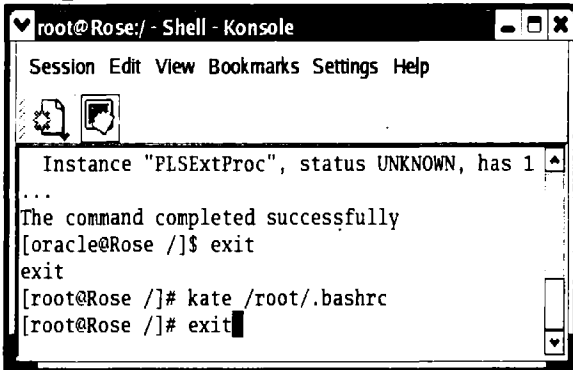 root@Rose:/ - Shell - Konsole
Session Edit View Bookmarks Settings Help
Instance "PLSExtProc", status UNKNOWN, has 1
...
The command completed successfully
[oracle@Rose /]$ exit
exit
[root@Rose /]# kate /root/.bashrc
[root@Rose /]# exit